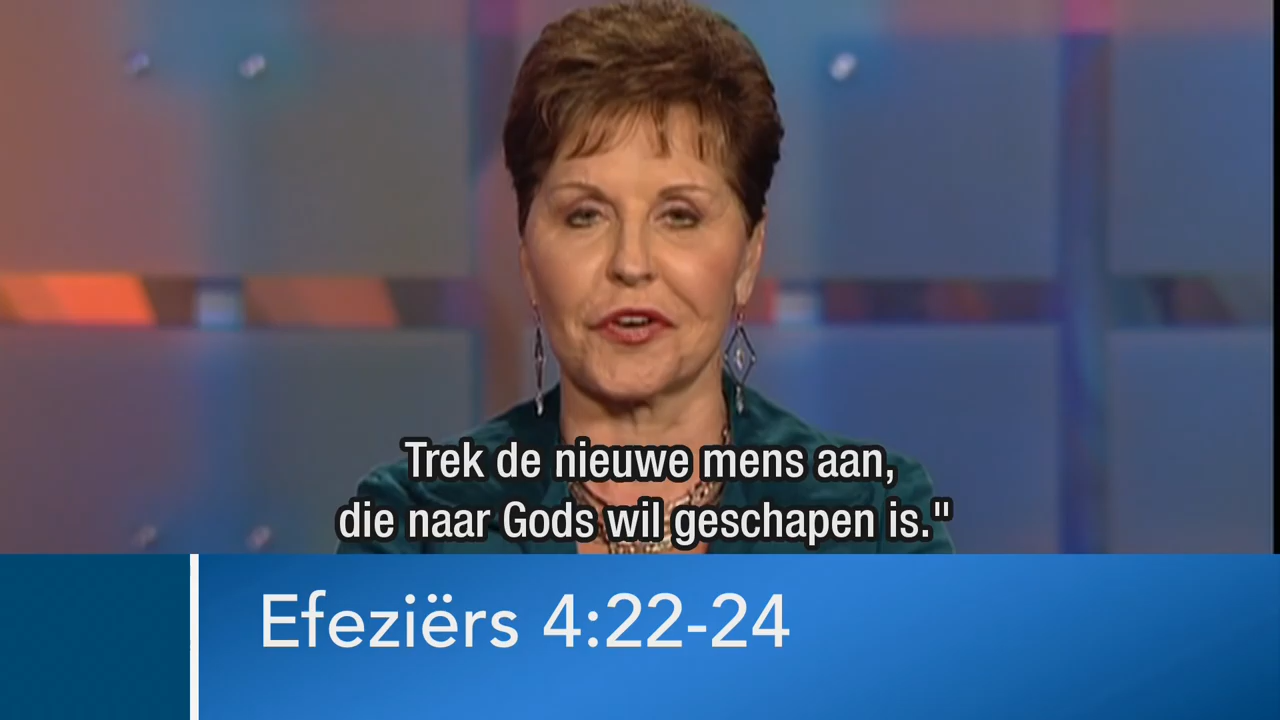 Trek de nieuwe mens aan,
die naar Gods wil geschapen is."
Efeziërs 4:22-24